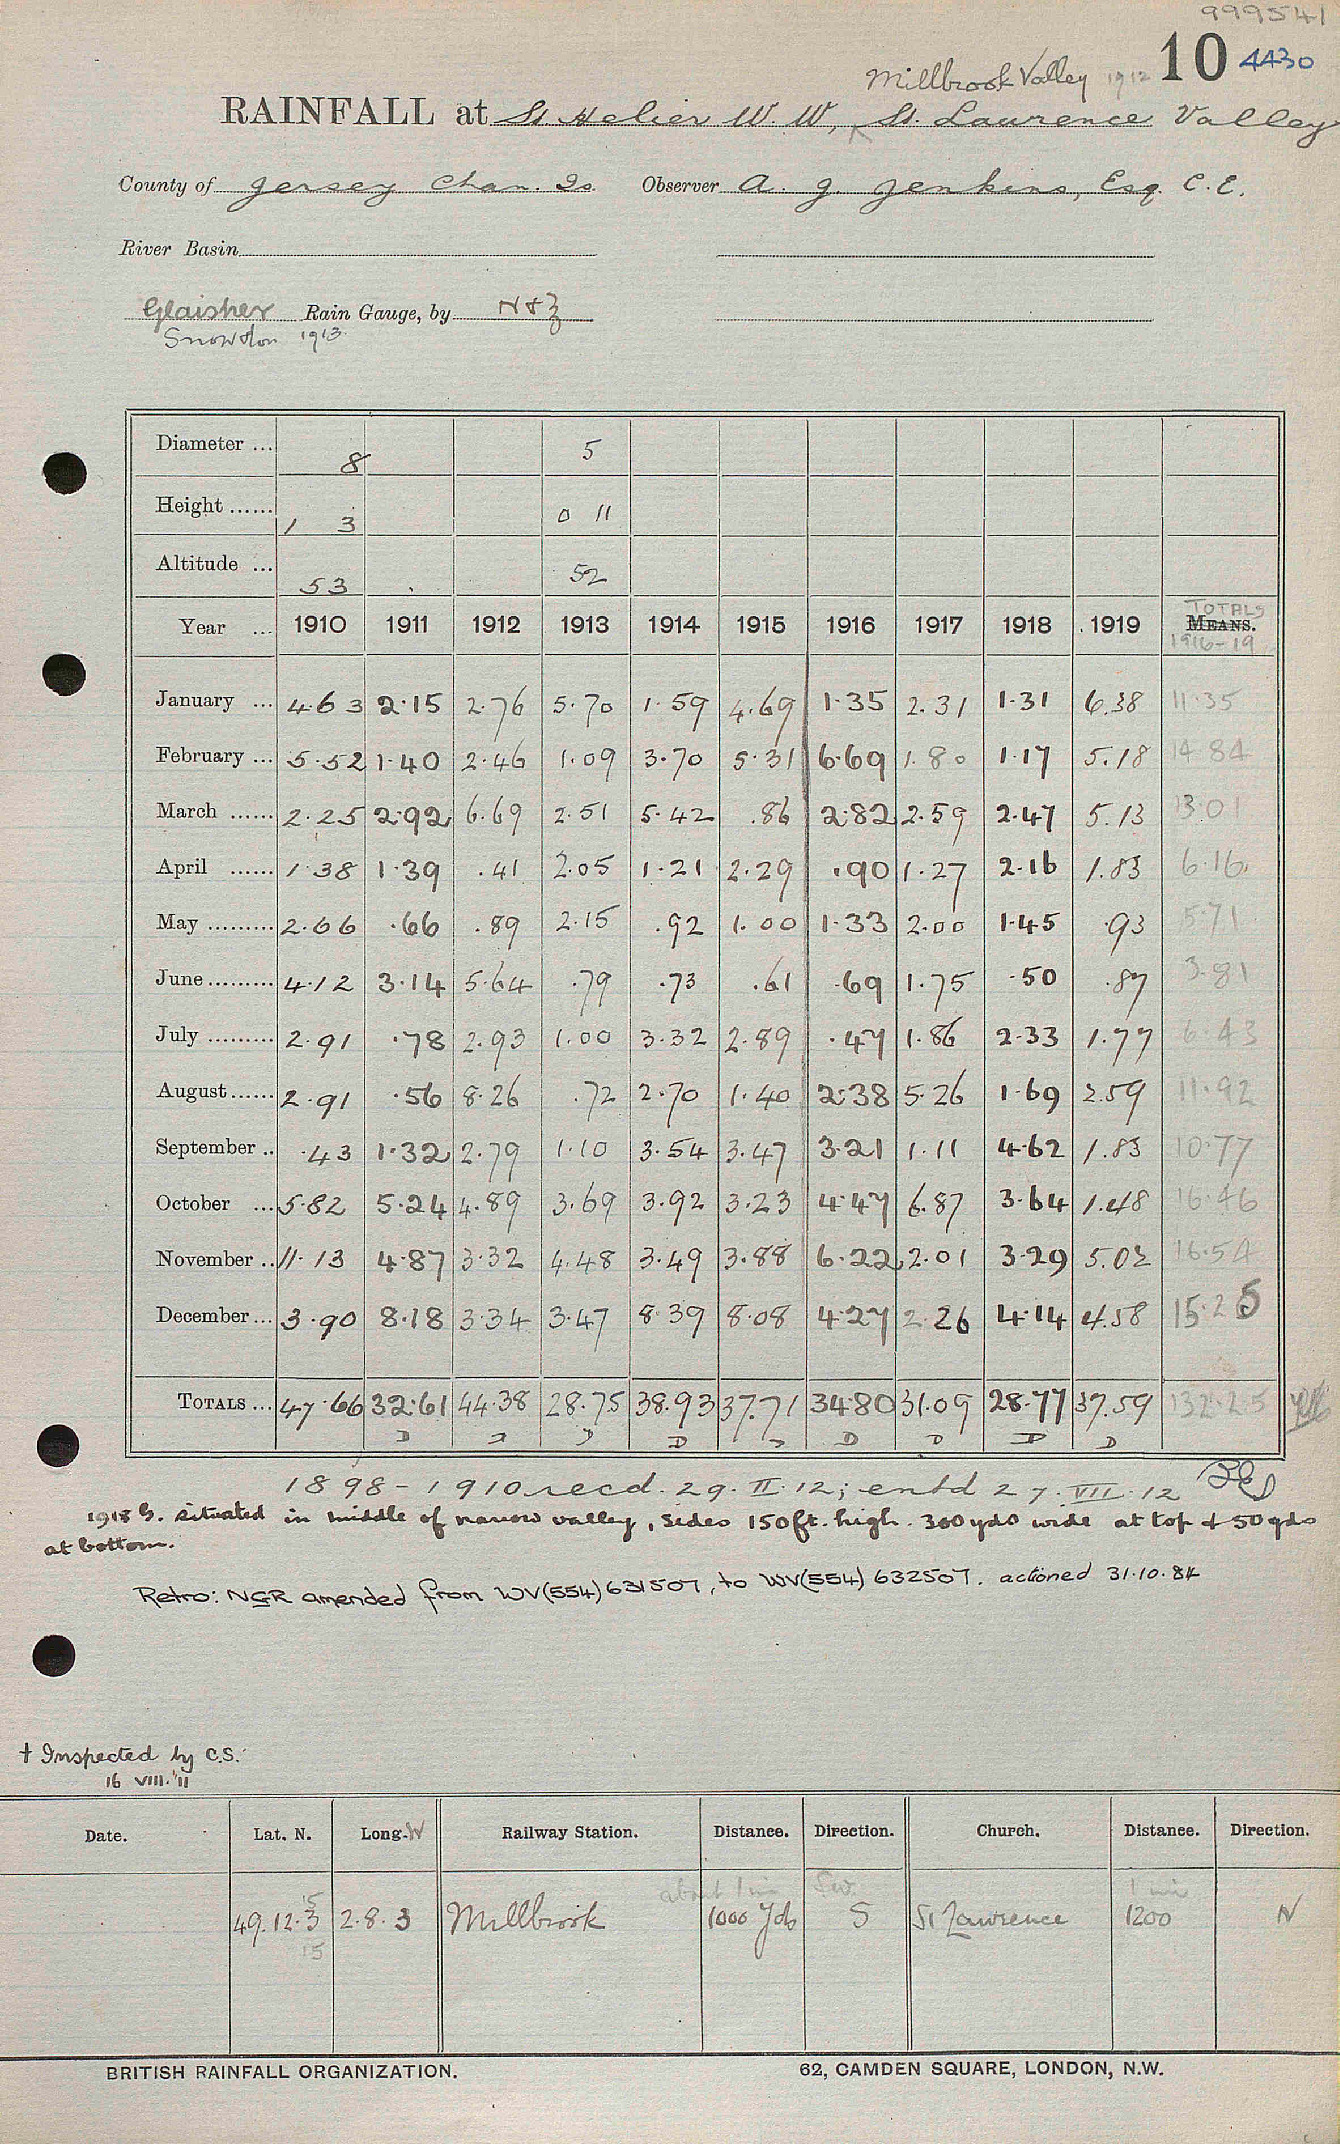 999541
10 4430
Millbrook Valley 1912
RAINFALL at St Helier W. W, St. Laurence Valley
County of Jersey Chan. Is. Observer A. J. Jenkins, Esq. C.E.
River Basin
Glaisher Rain Gauge, by N & Z
Snowdon 1913
Diameter ... 8 5
Height ...... 1 3 0 11
Altitude ... 53 52
TOTALS
Year ... 1910 1911 1912 1913 1914 1915 1916 1917 1918 1919 MEANS.
1916-19
January ... 4.63 2.15 2.76 5.70 1.59 4.69 1.35 2.31 1.31 6.38 11.35
February ... 5.52 1.40 2.46 1.09 3.70 5.31 6.69 1.80 1.17 5.18 14.84
March ...... 2.25 2.92 6.69 2.51 5.42 .86 2.82 2.59 2.47 5.13 13.01
April ...... 1.38 1.39 .41 2.05 1.21 2.29 .90 1.27 2.16 1.83 6.16
May ......... 2.66 .66 .89 2.15 .92 1.00 1.33 2.00 1.45 .93 5.71
June ......... 4.12 3.14 5.64 .79 .73 .61 .69 1.75 .50 .87 3.81
July ......... 2.91 .78 2.93 1.00 3.32 2.89 .47 1.86 2.33 1.77 6.43
August ...... 2.91 .56 8.26 .72 2.70 1.40 2.38 5.26 1.69 2.59 11.92
September .. .43 1.32 2.79 1.10 3.54 3.47 3.21 1.11 4.62 1.83 10.77
October ... 5.82 5.24 4.89 3.69 3.92 3.23 4.47 6.87 3.64 1.48 16.46
November .. 11.13 4.87 3.32 4.48 3.49 3.88 6.22 2.01 3.29 5.02 16.54
December ... 3.90 8.18 3.34 3.47 8.39 8.08 4.27 2.26 4.14 4.58 15.25
TOTALS ... 47.66 32.61 44.38 28.75 38.93 37.71 34.80 31.09 28.77 37.59 132.25
D D D D D D D D D
1898-1910 recd. 29.II.12; entd 27.VII.12
1918 G. situated in middle of narrow valley, sides 150ft. high. 300yds wide at top & 50yds
at bottom.
Retro: NGR amended from WV(554)631507, to WV(554)632507. actioned 31.10.84
† Inspected by C.S.
16 VIII.'11
Date. Lat. N. Long. W Railway Station. Distance. Direction. Church. Distance. Direction.
15 about 1 mi SW. 1 mi
49.12.3 2.8.3 Millbrook 1000 yds S St Lawrence 1200 N
15
BRITISH RAINFALL ORGANIZATION. 62, CAMDEN SQUARE, LONDON, N.W.